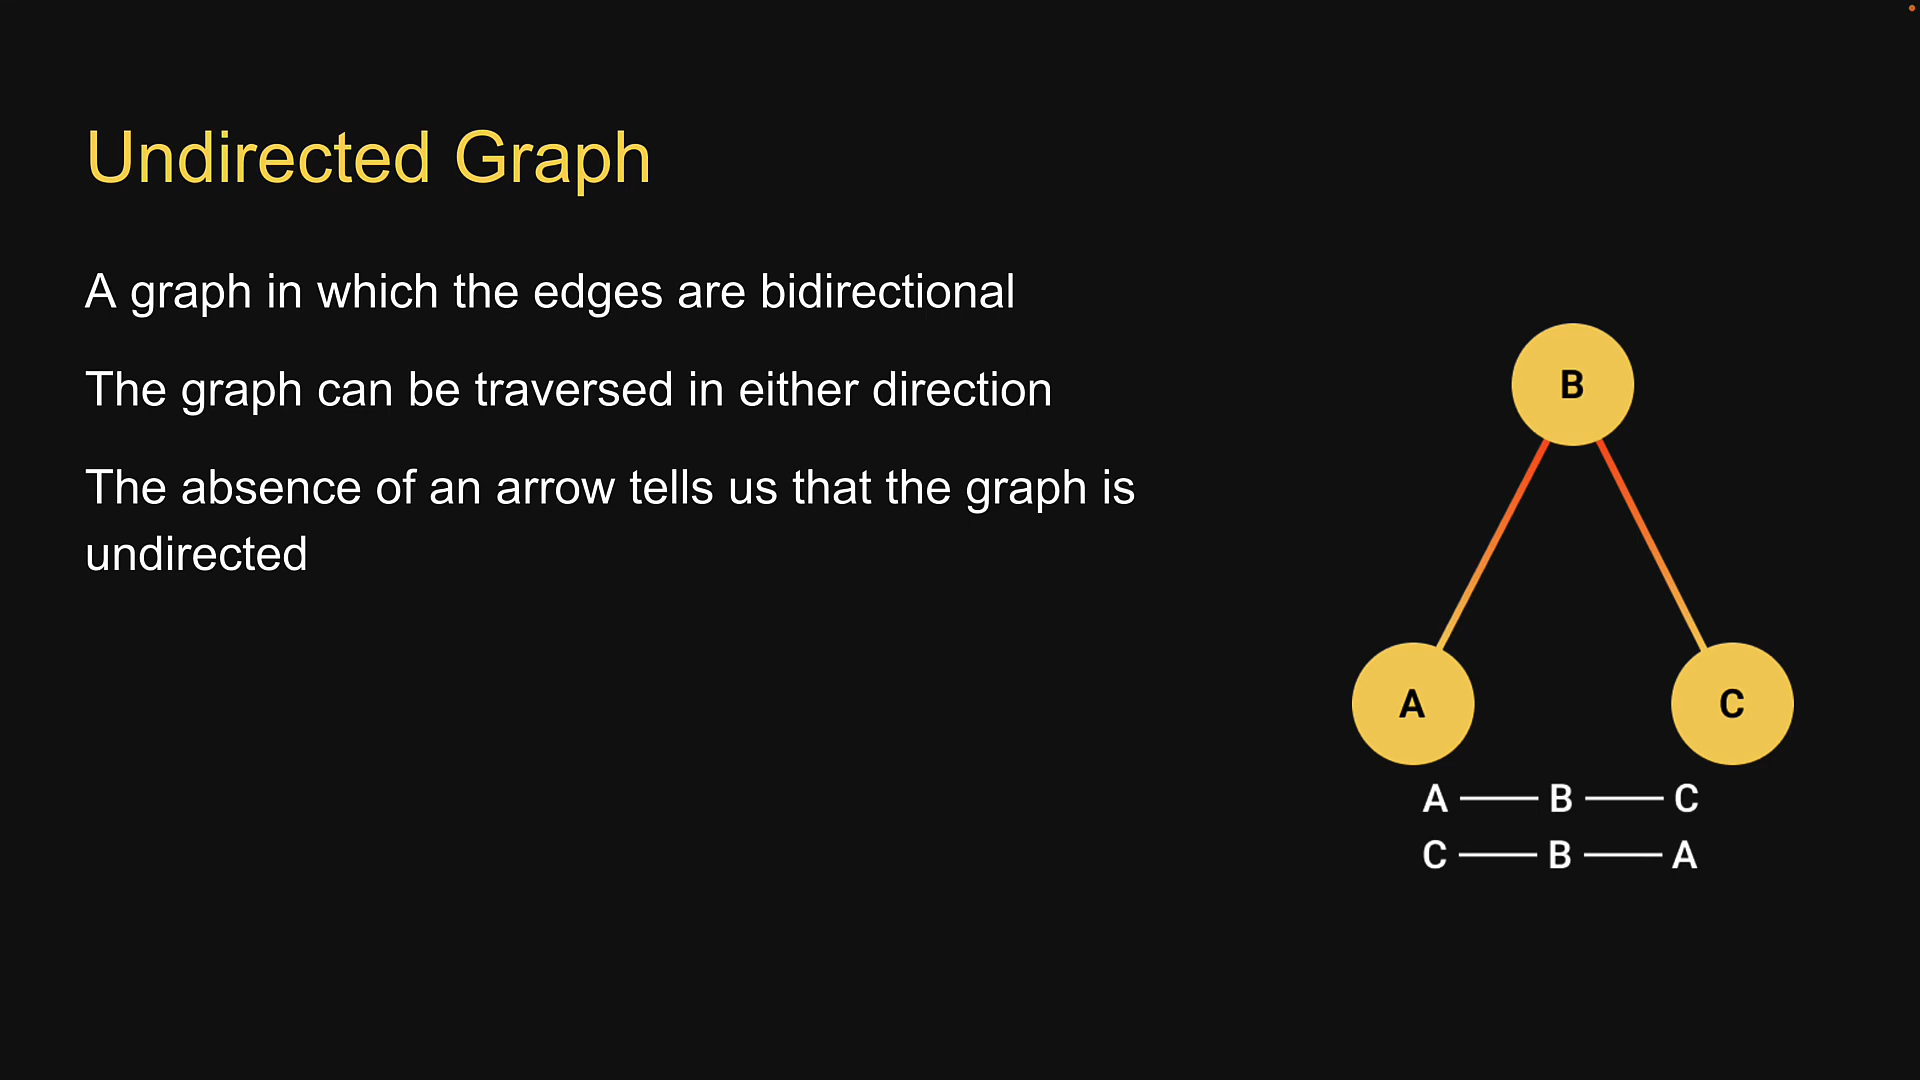 Undirected Graph
A graph in which the edges are bidirectional
The graph can be traversed in either direction
The absence of an arrow tells us that the graph is
undirected
B
A
C
A — B — C
C — B — A